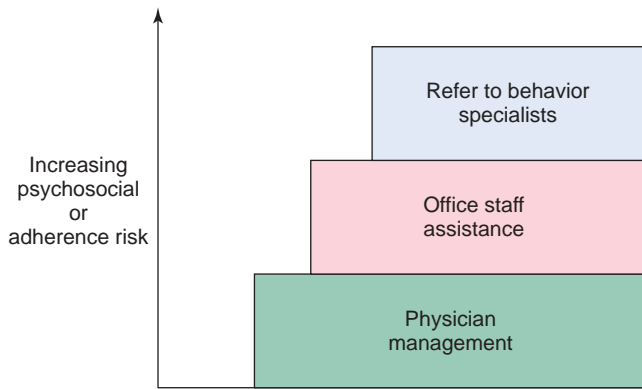 Increasing
psychosocial
or
adherence risk
Refer to behavior
specialists
Office staff
assistance
Physician
management